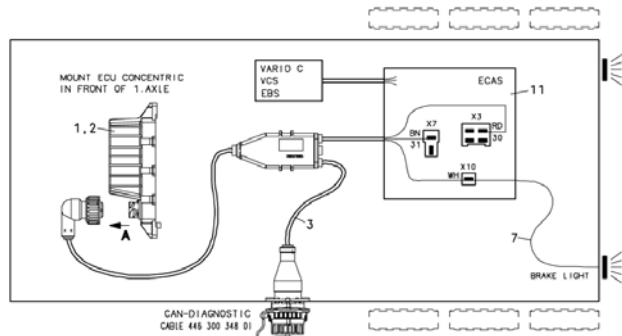 MOUNT ECU CONCENTRIC
IN FRONT OF 1.AXLE
1,2
A
VARIO C
VCS
EBS
ECAS
11
X7
X3
BN
31
RD
30
X10
WH
3
7
BRAKE LIGHT
CAN-DIAGNOSTIC
CABLE 446 300 348 01